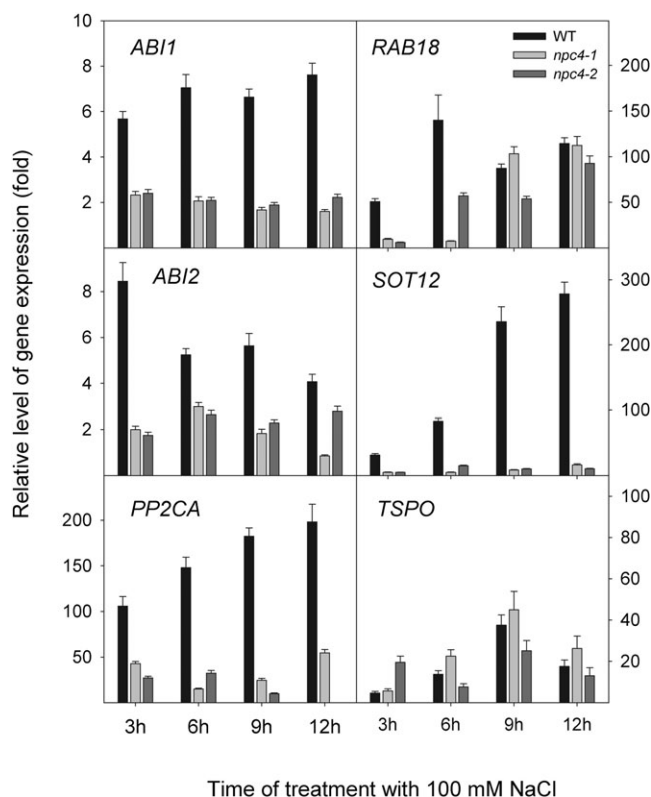 Relative level of gene expression (fold)
ABI1
10
8
6
4
2
RAB18
WT
npc4-1
npc4-2
200
150
100
50
ABI2
8
6
4
2
SOT12
300
200
100
PP2CA
200
150
100
50
3h 6h 9h 12h
TSPO
100
80
60
40
20
3h 6h 9h 12h
Time of treatment with 100 mM NaCl